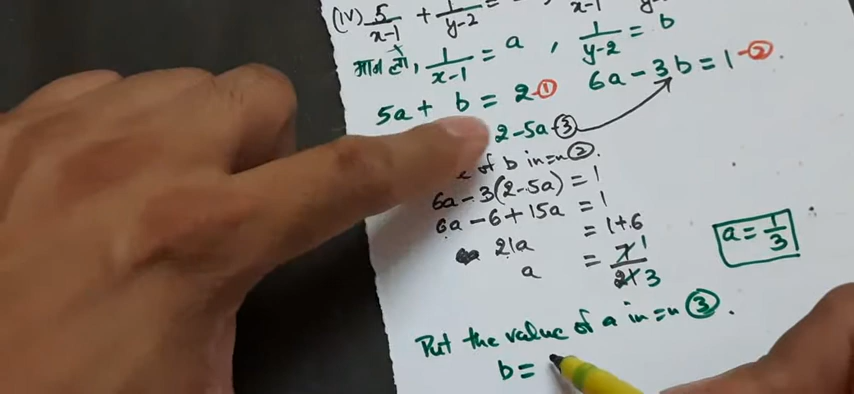 (iv) 5/(x-1) + 1/(y-2) =
मान लो, 1/(x-1) = a , 1/(y-2) = b
5a + b = 2 -①
6a - 3b = 1 -②
2 - 5a -③
of b in =n ②.
6a - 3(2-5a) = 1
6a - 6 + 15a = 1
21a = 1+6
a = 7 1/21 3
a = 1/3
Put the value of a in =n ③.
b =